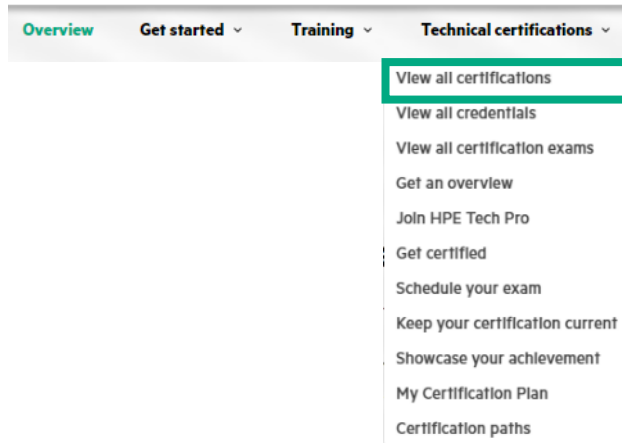 Overview Get started Training Technical certifications
View all certifications
View all credentials
View all certification exams
Get an overview
Join HPE Tech Pro
Get certified
Schedule your exam
Keep your certification current
Showcase your achievement
My Certification Plan
Certification paths